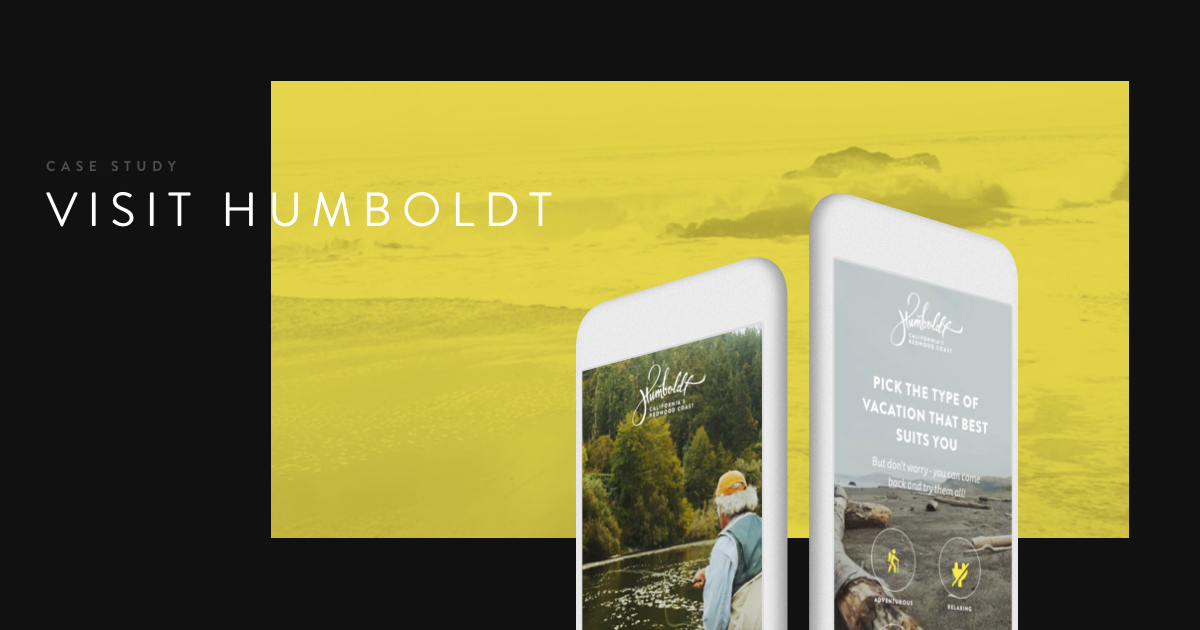 CASE STUDY
VISIT HUMBOLDT
Humboldt
CALIFORNIA'S
REDWOOD COAST
Humboldt
CALIFORNIA'S
REDWOOD COAST
PICK THE TYPE OF
VACATION THAT BEST
SUITS YOU
But don't worry - you can come
back and try them all!
ADVENTUROUS
RELAXING